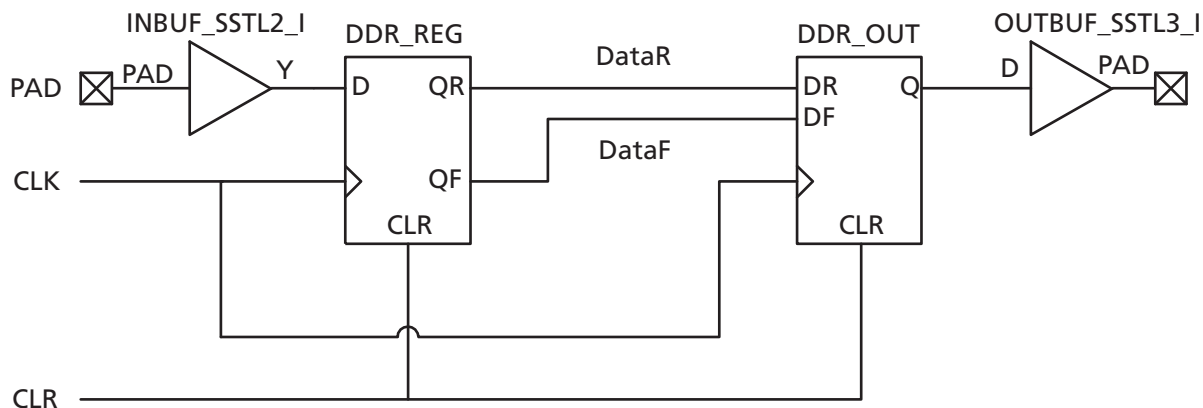 INBUF_SSTL2_I
DDR_REG
DDR_OUT
OUTBUF_SSTL3_I
PAD
PAD
Y
D
QR
DataR
DR
Q
D
PAD
DF
DataF
CLK
QF
CLR
CLR
CLR